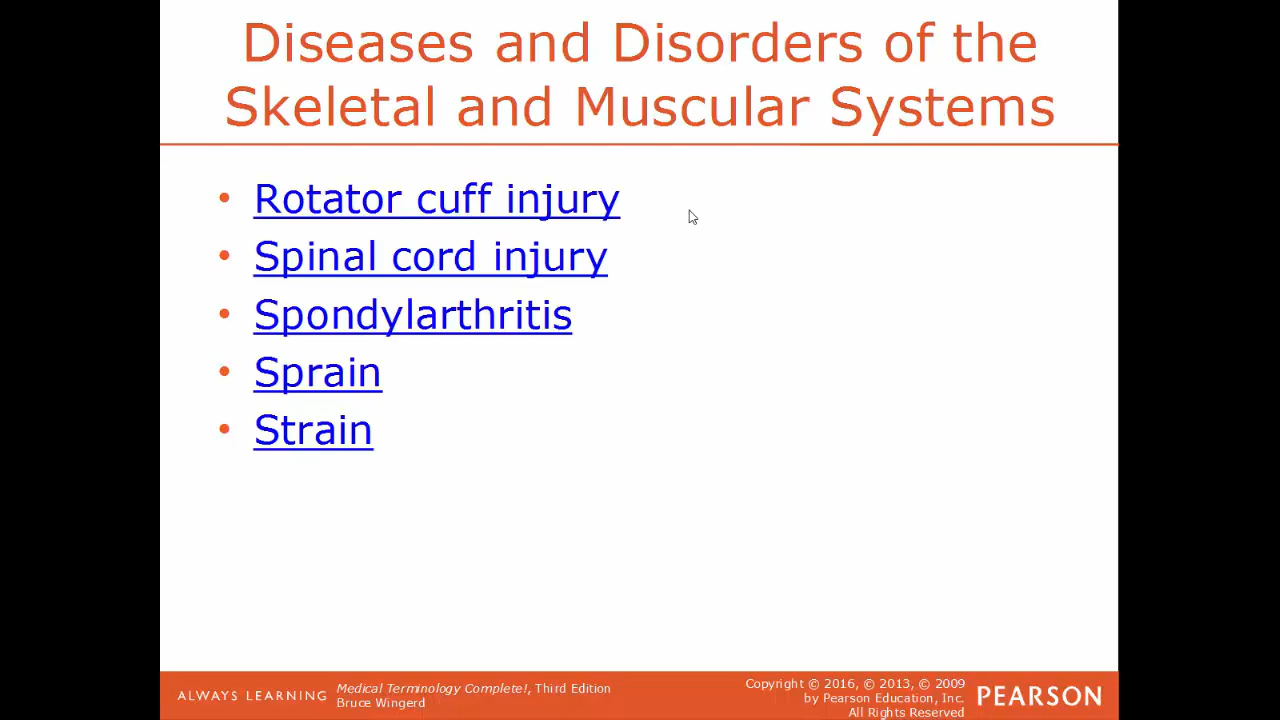 Diseases and Disorders of the
Skeletal and Muscular Systems
• Rotator cuff injury
• Spinal cord injury
• Spondylarthritis
• Sprain
• Strain
ALWAYS LEARNING
Medical Terminology Complete!, Third Edition
Bruce Wingerd
Copyright © 2016, © 2013, © 2009
by Pearson Education, Inc.
All Rights Reserved
PEARSON